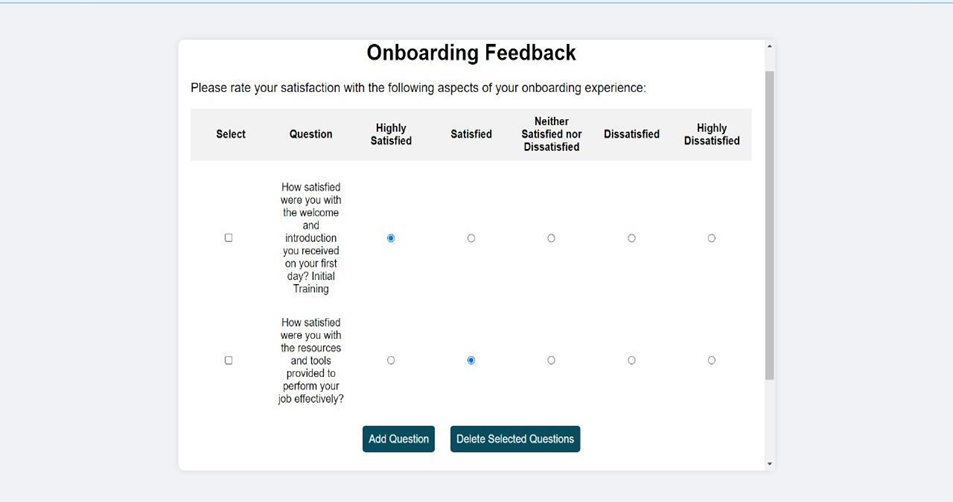 Onboarding Feedback
Please rate your satisfaction with the following aspects of your onboarding experience:
Select
Question
Highly
Satisfied
Satisfied
Neither
Satisfied nor
Dissatisfied
Dissatisfied
Highly
Dissatisfied
How satisfied
were you with
the welcome
and
introduction
you received
on your first
day? Initial
Training
How satisfied
were you with
the resources
and tools
provided to
perform your
job effectively?
Add Question
Delete Selected Questions